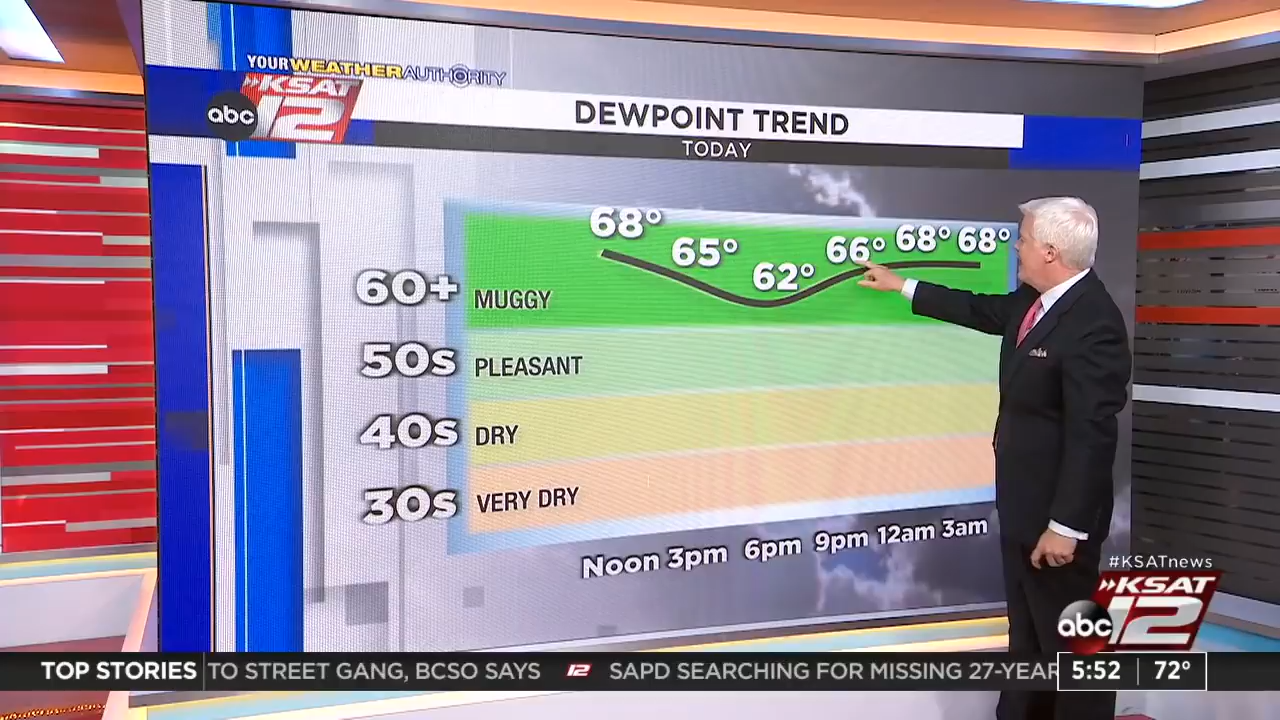 YOUR WEATHER AUTHORITY
KSAT
abc 12
DEWPOINT TREND
TODAY
68° 65° 62° 66° 68° 68°
60+ MUGGY
50s PLEASANT
40s DRY
30s VERY DRY
Noon 3pm 6pm 9pm 12am 3am
#KSATnews
KSAT
abc 12
TOP STORIES TO STREET GANG, BCSO SAYS 12 SAPD SEARCHING FOR MISSING 27-YEAR 5:52 72°